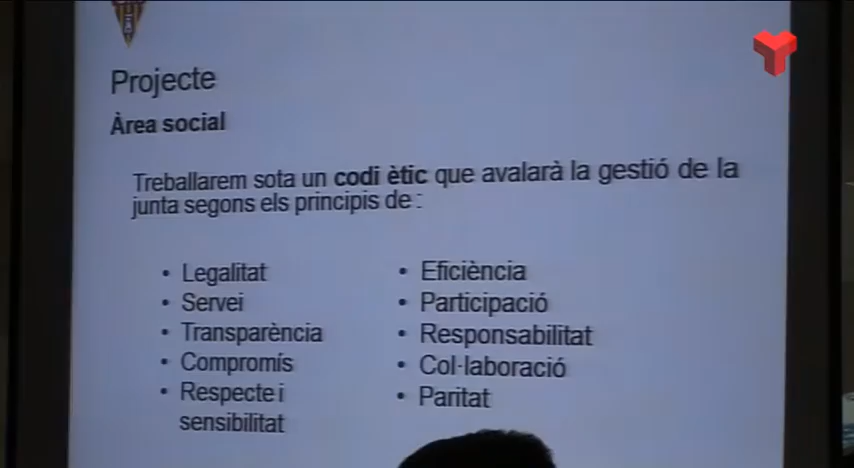 Projecte
Àrea social
Treballarem sota un codi ètic que avalarà la gestió de la
junta segons els principis de :
• Legalitat
• Servei
• Transparència
• Compromís
• Respecte i
sensibilitat
• Eficiència
• Participació
• Responsabilitat
• Col·laboració
• Paritat